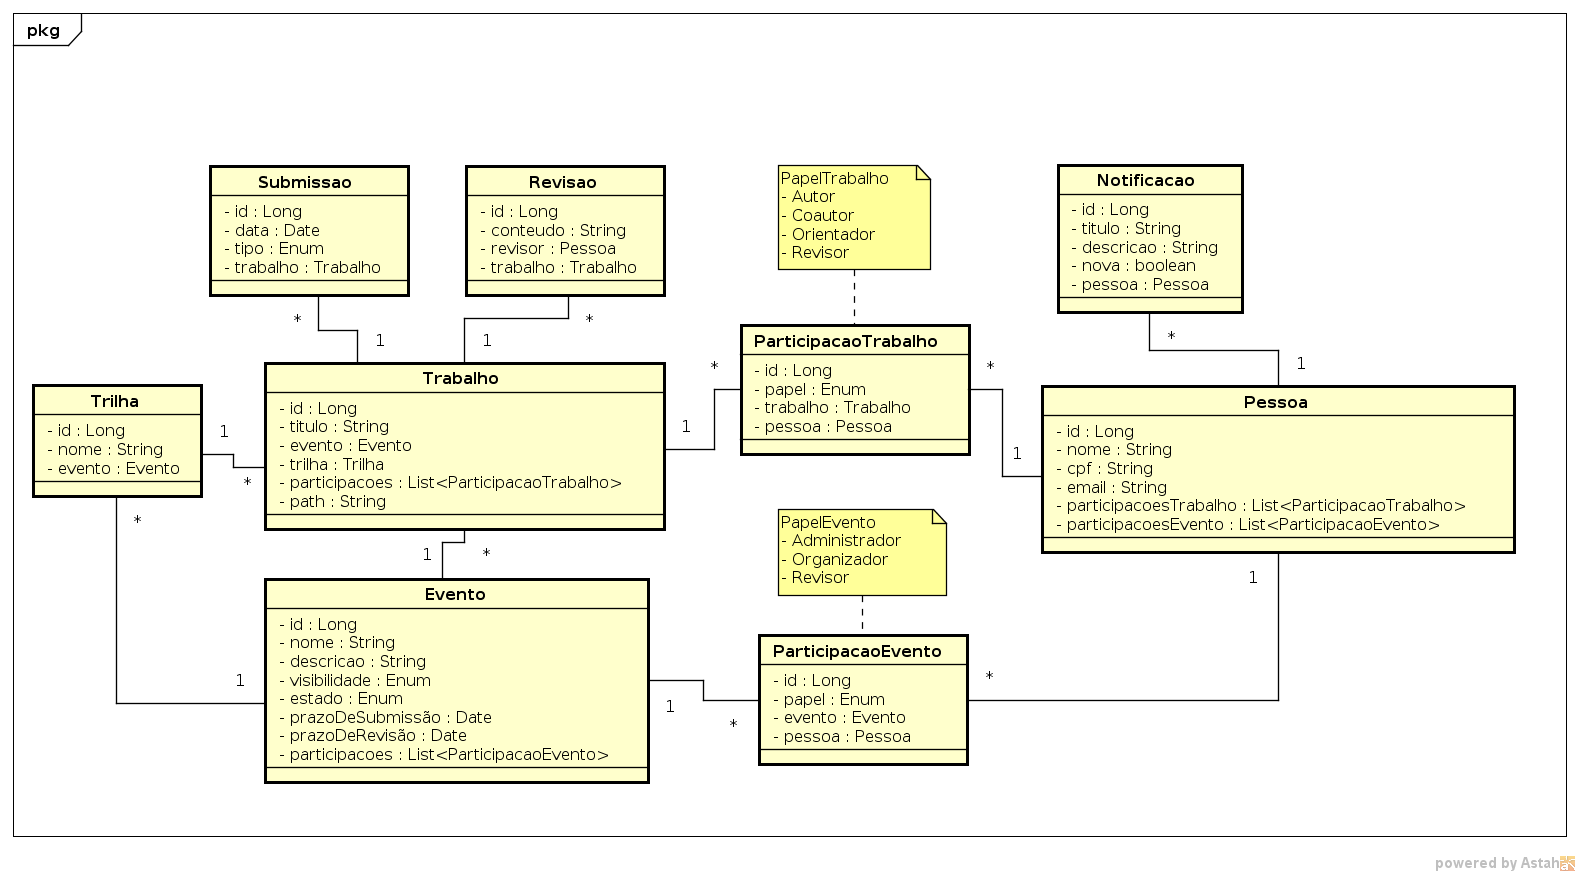 pkg
Submissao
- id : Long
- data : Date
- tipo : Enum
- trabalho : Trabalho
Revisao
- id : Long
- conteudo : String
- revisor : Pessoa
- trabalho : Trabalho
PapelTrabalho
- Autor
- Coautor
- Orientador
- Revisor
Notificacao
- id : Long
- titulo : String
- descricao : String
- nova : boolean
- pessoa : Pessoa
*
1
*
1
*
1
Trilha
- id : Long
- nome : String
- evento : Evento
1
*
Trabalho
- id : Long
- titulo : String
- evento : Evento
- trilha : Trilha
- participacoes : List<ParticipacaoTrabalho>
- path : String
*
1
ParticipacaoTrabalho
- id : Long
- papel : Enum
- trabalho : Trabalho
- pessoa : Pessoa
*
1
Pessoa
- id : Long
- nome : String
- cpf : String
- email : String
- participacoesTrabalho : List<ParticipacaoTrabalho>
- participacoesEvento : List<ParticipacaoEvento>
*
1
1
*
Evento
- id : Long
- nome : String
- descricao : String
- visibilidade : Enum
- estado : Enum
- prazoDeSubmissão : Date
- prazoDeRevisão : Date
- participacoes : List<ParticipacaoEvento>
PapelEvento
- Administrador
- Organizador
- Revisor
1
*
ParticipacaoEvento
- id : Long
- papel : Enum
- evento : Evento
- pessoa : Pessoa
*
1
powered by Astah